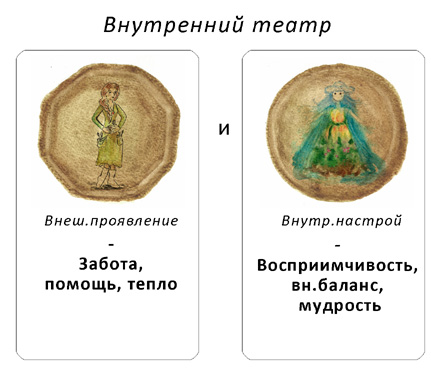 Внутренний театр
и
Внеш.проявление
-
Забота,
помощь, тепло
Внутр.настрой
-
Восприимчивость,
вн.баланс,
мудрость